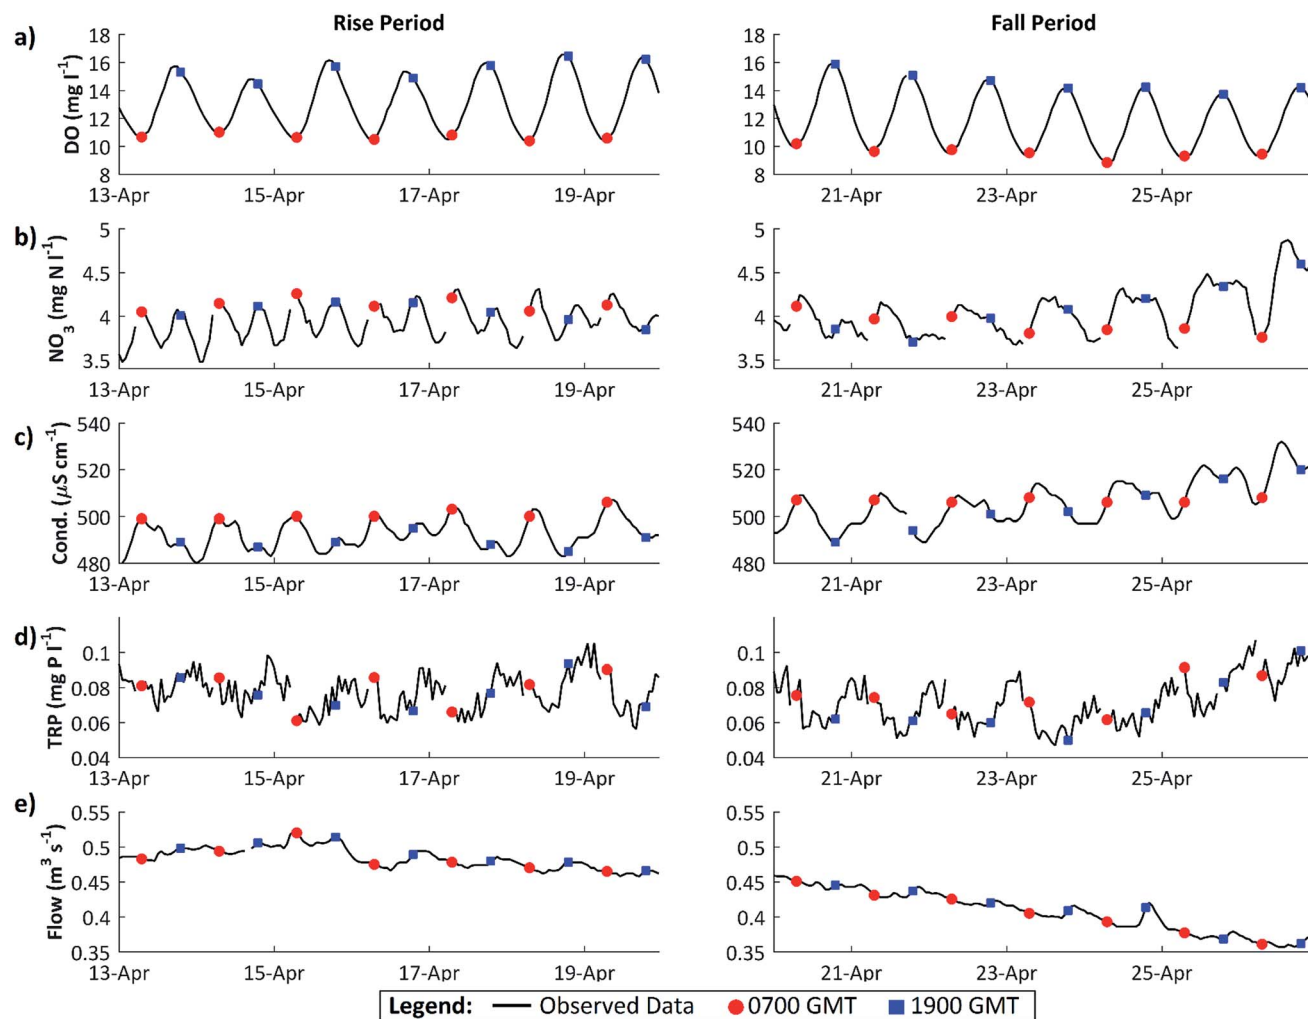 Rise Period
Fall Period
a)
DO (mg l⁻¹)
18
16
14
12
10
8
13-Apr 15-Apr 17-Apr 19-Apr
21-Apr 23-Apr 25-Apr
b)
NO₃ (mg N l⁻¹)
5
4.5
4
3.5
13-Apr 15-Apr 17-Apr 19-Apr
5
4.5
4
3.5
21-Apr 23-Apr 25-Apr
c)
Cond. (μS cm⁻¹)
540
520
500
480
13-Apr 15-Apr 17-Apr 19-Apr
540
520
500
480
21-Apr 23-Apr 25-Apr
d)
TRP (mg P l⁻¹)
0.1
0.08
0.06
0.04
13-Apr 15-Apr 17-Apr 19-Apr
0.1
0.08
0.06
0.04
21-Apr 23-Apr 25-Apr
e)
Flow (m³ s⁻¹)
0.55
0.5
0.45
0.4
0.35
13-Apr 15-Apr 17-Apr 19-Apr
0.55
0.5
0.45
0.4
0.35
21-Apr 23-Apr 25-Apr
Legend: Observed Data 0700 GMT 1900 GMT